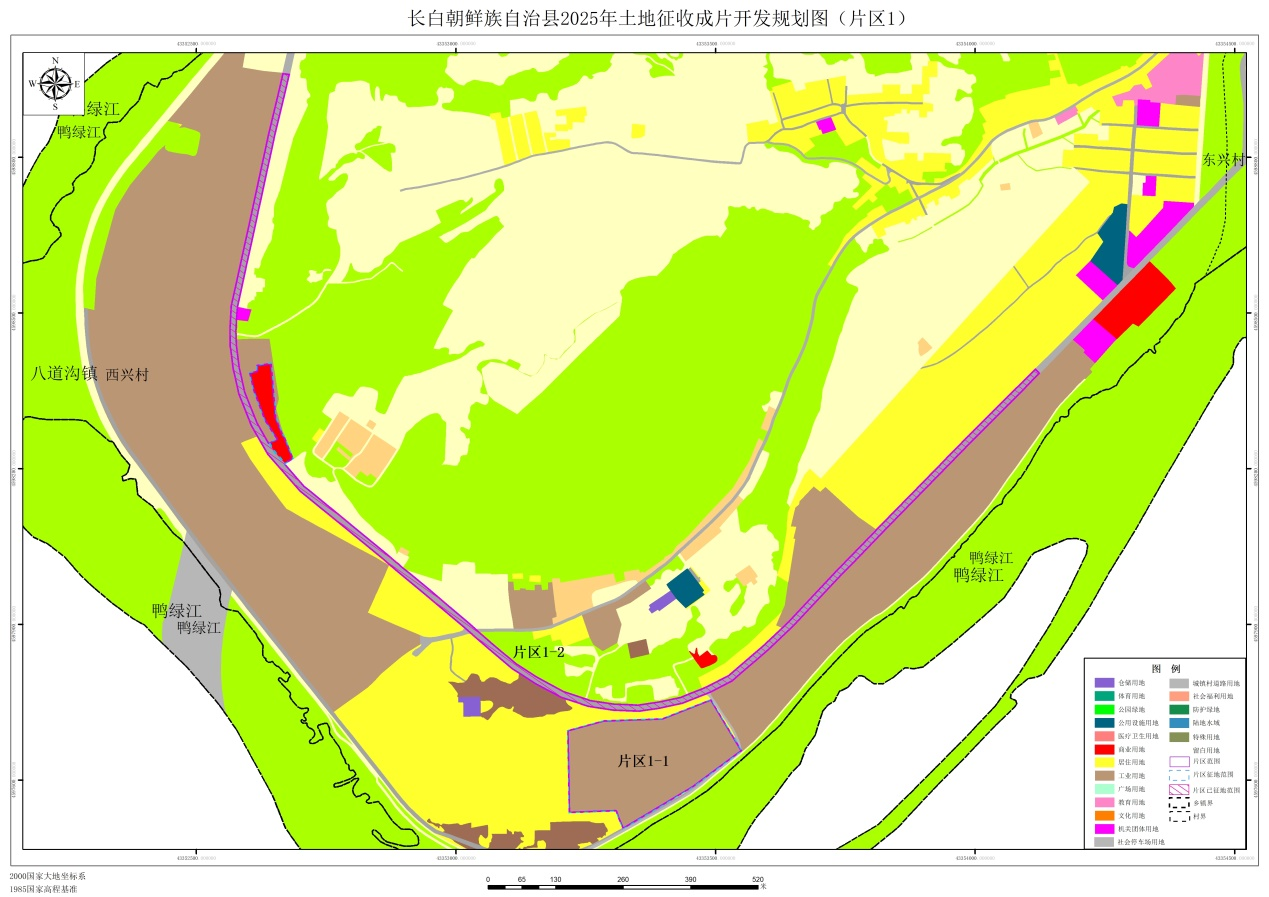 长白朝鲜族自治县2025年土地征收成片开发规划图（片区1）
N
W E
S
鸭绿江
东兴村
八道沟镇 西兴村
鸭绿江
鸭绿江
鸭绿江
鸭绿江
片区1-2
片区1-1
图 例
仓储用地
体育用地
公园绿地
公用设施用地
医疗卫生用地
商业用地
居住用地
工业用地
广场用地
教育用地
文化用地
机关团体用地
社会停车场用地
城镇村道路用地
社会福利用地
防护绿地
陆地水域
特殊用地
留白用地
片区范围
片区征地范围
片区已征地范围
乡镇界
村界
2000国家大地坐标系
1985国家高程基准
0 65 130 260 390 520
米